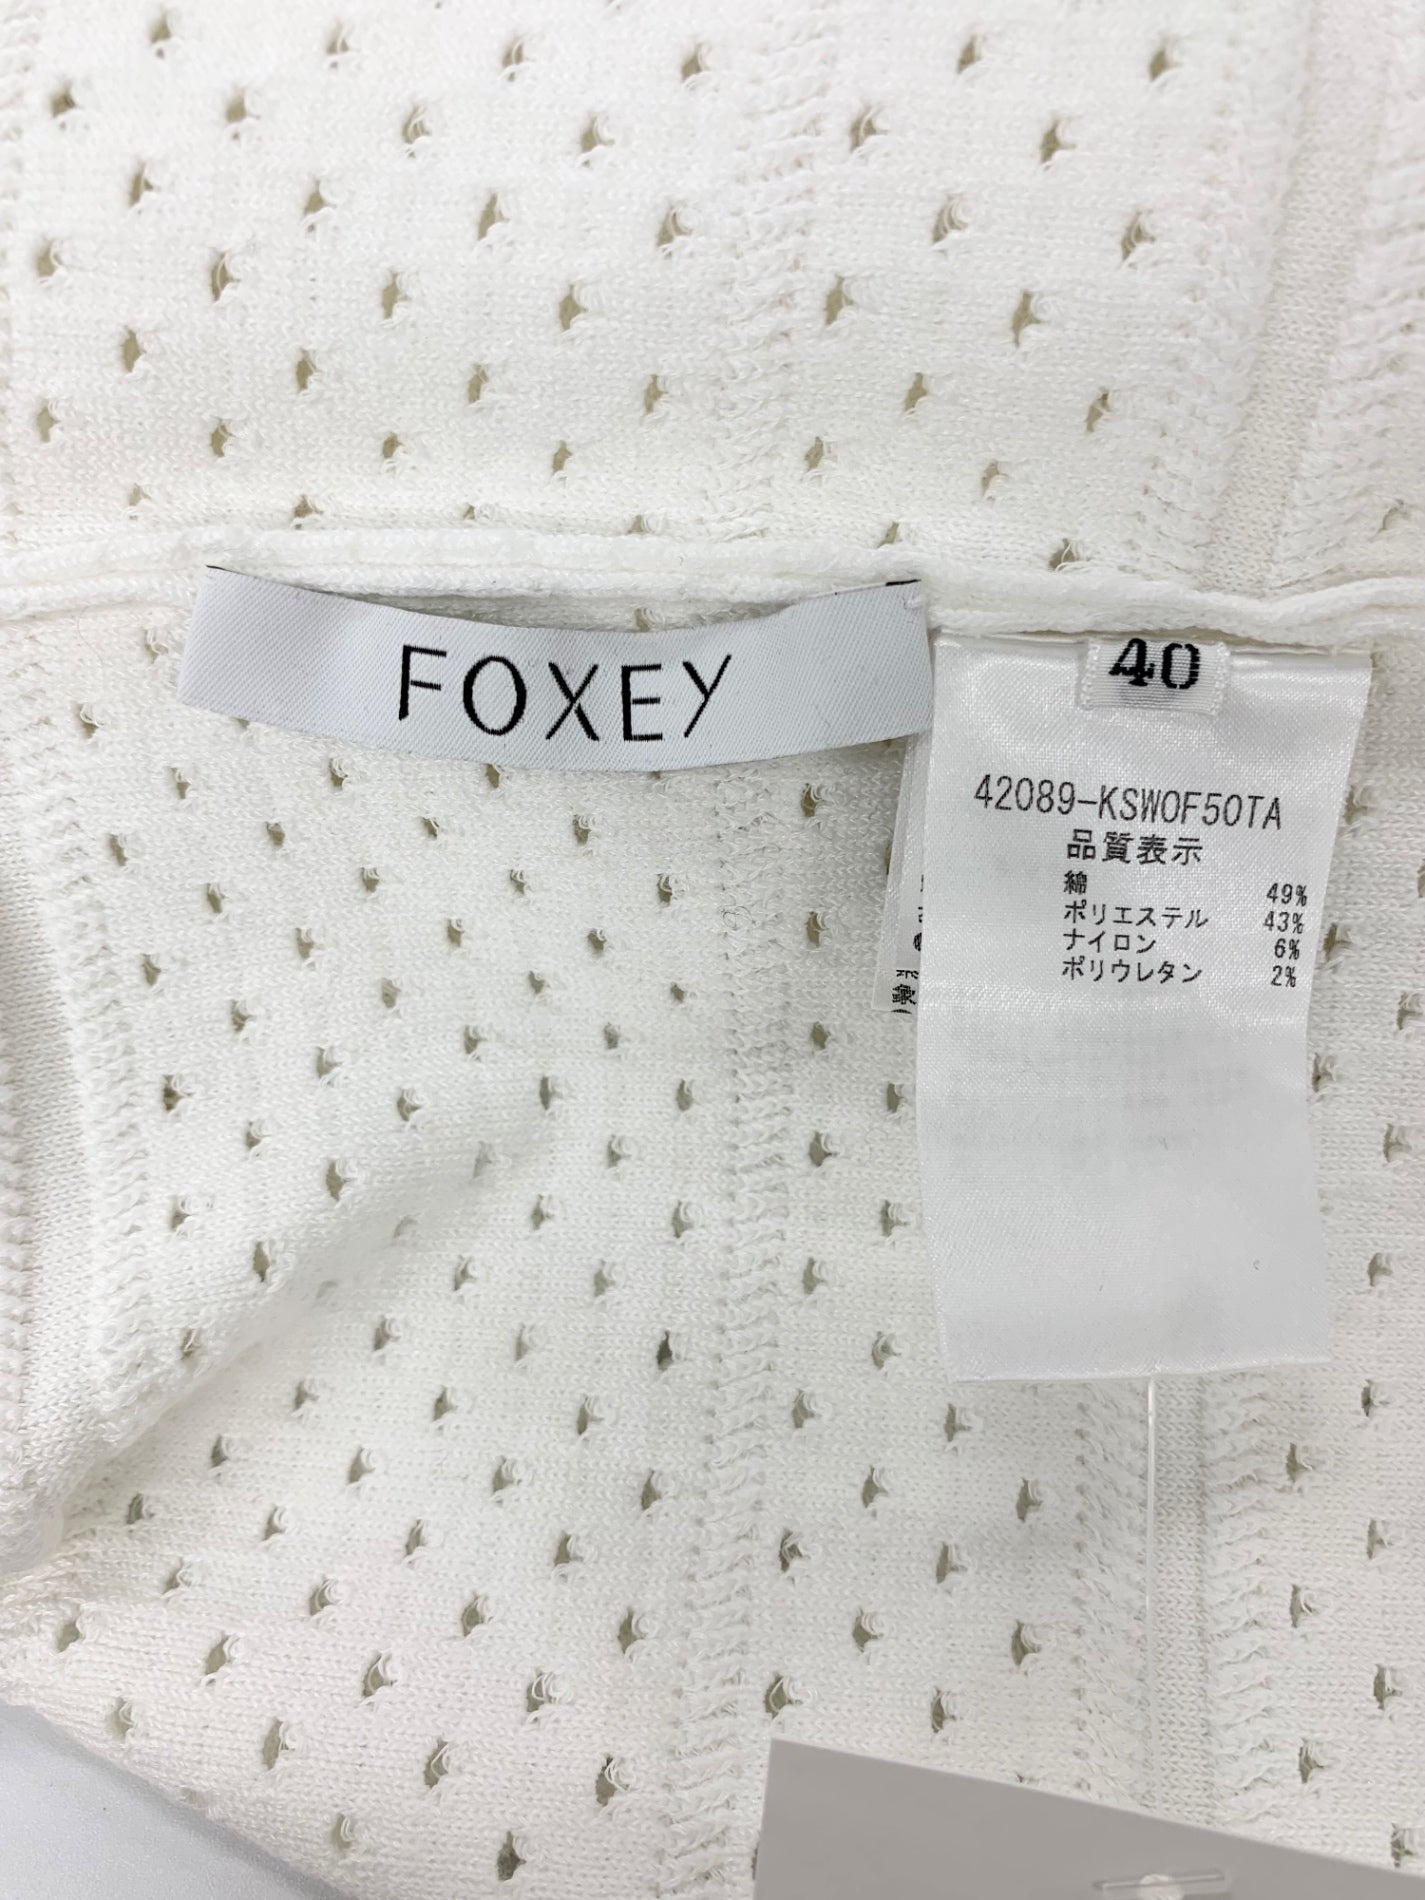 FOXEY
40
42089-KSWOF50TA
品質表示
綿 49%
ポリエステル 43%
ナイロン 6%
ポリウレタン 2%